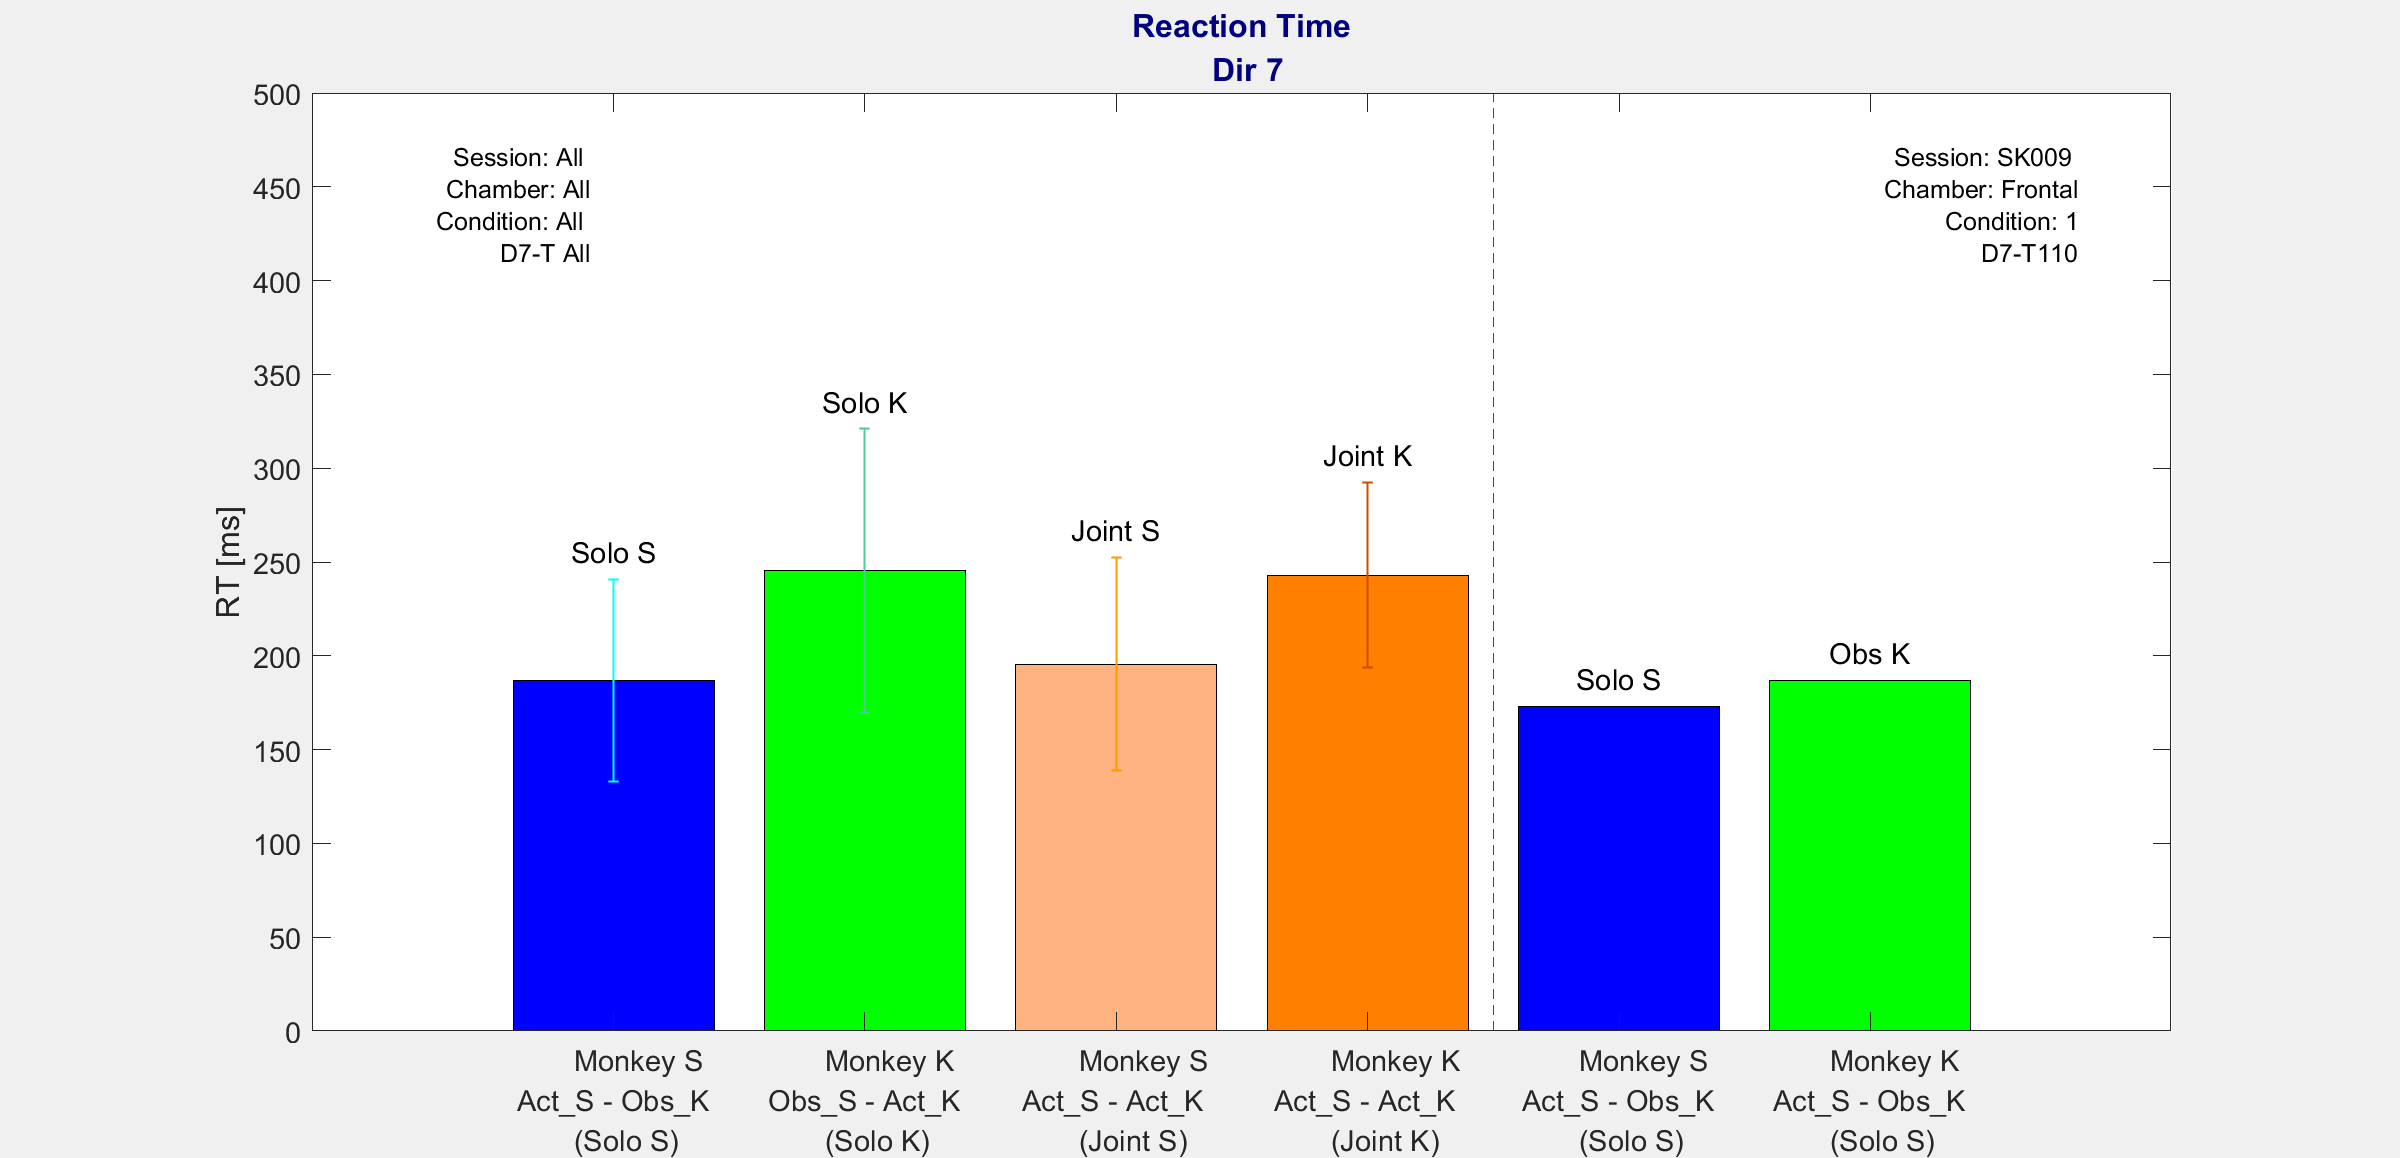 Reaction Time
Dir 7
500
450
400
350
300
250
200
150
100
50
0
RT [ms]
Session: All
Chamber: All
Condition: All
D7-T All
Session: SK009
Chamber: Frontal
Condition: 1
D7-T110
Solo S
Solo K
Joint S
Joint K
Solo S
Obs K
Monkey S
Act_S - Obs_K
(Solo S)
Monkey K
Obs_S - Act_K
(Solo K)
Monkey S
Act_S - Act_K
(Joint S)
Monkey K
Act_S - Act_K
(Joint K)
Monkey S
Act_S - Obs_K
(Solo S)
Monkey K
Act_S - Obs_K
(Solo S)